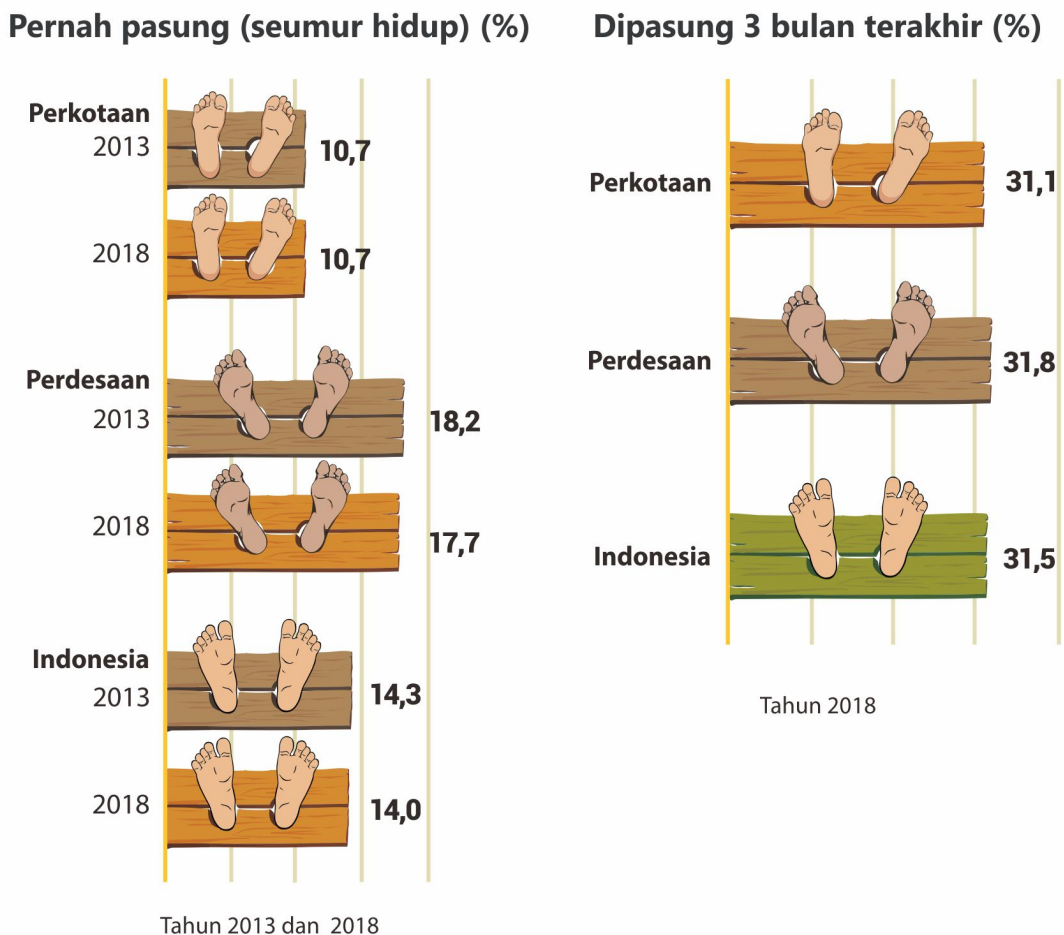 Pernah pasung (seumur hidup) (%)
Perkotaan
2013
10,7
2018
10,7
Perdesaan
2013
18,2
2018
17,7
Indonesia
2013
14,3
2018
14,0
Tahun 2013 dan 2018
Dipasung 3 bulan terakhir (%)
Perkotaan
31,1
Perdesaan
31,8
Indonesia
31,5
Tahun 2018